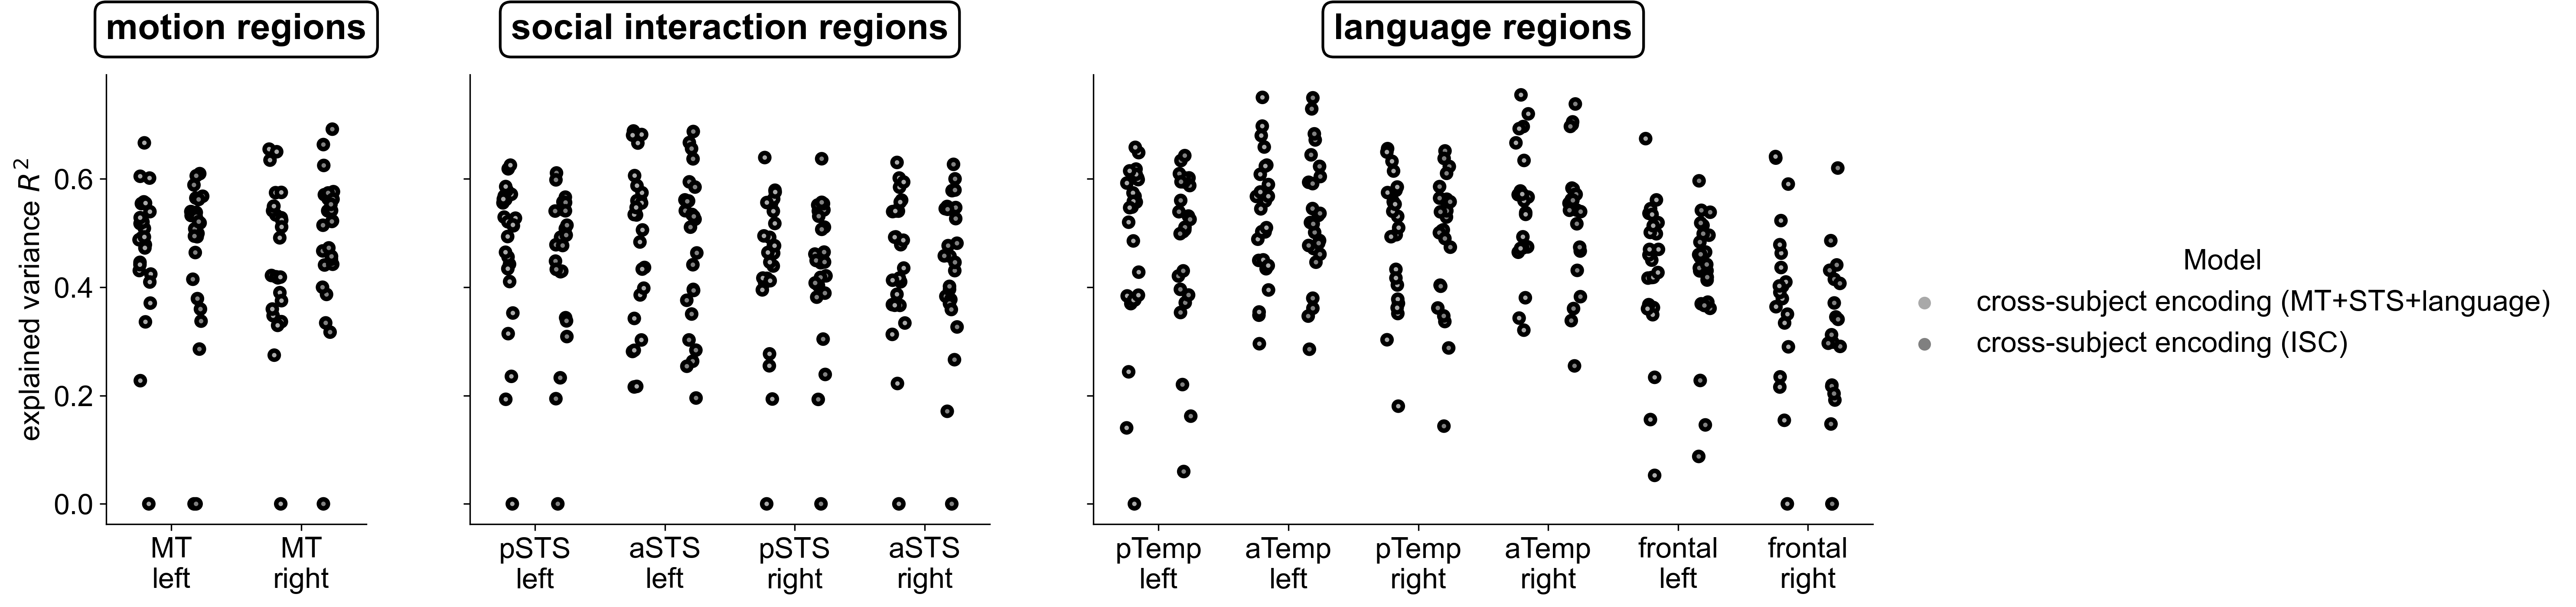 motion regions
social interaction regions
language regions
explained variance R²
0.6
0.4
0.2
0.0
MT left
MT right
pSTS left
aSTS left
pSTS right
aSTS right
pTemp left
aTemp left
pTemp right
aTemp right
frontal left
frontal right
Model
cross-subject encoding (MT+STS+language)
cross-subject encoding (ISC)